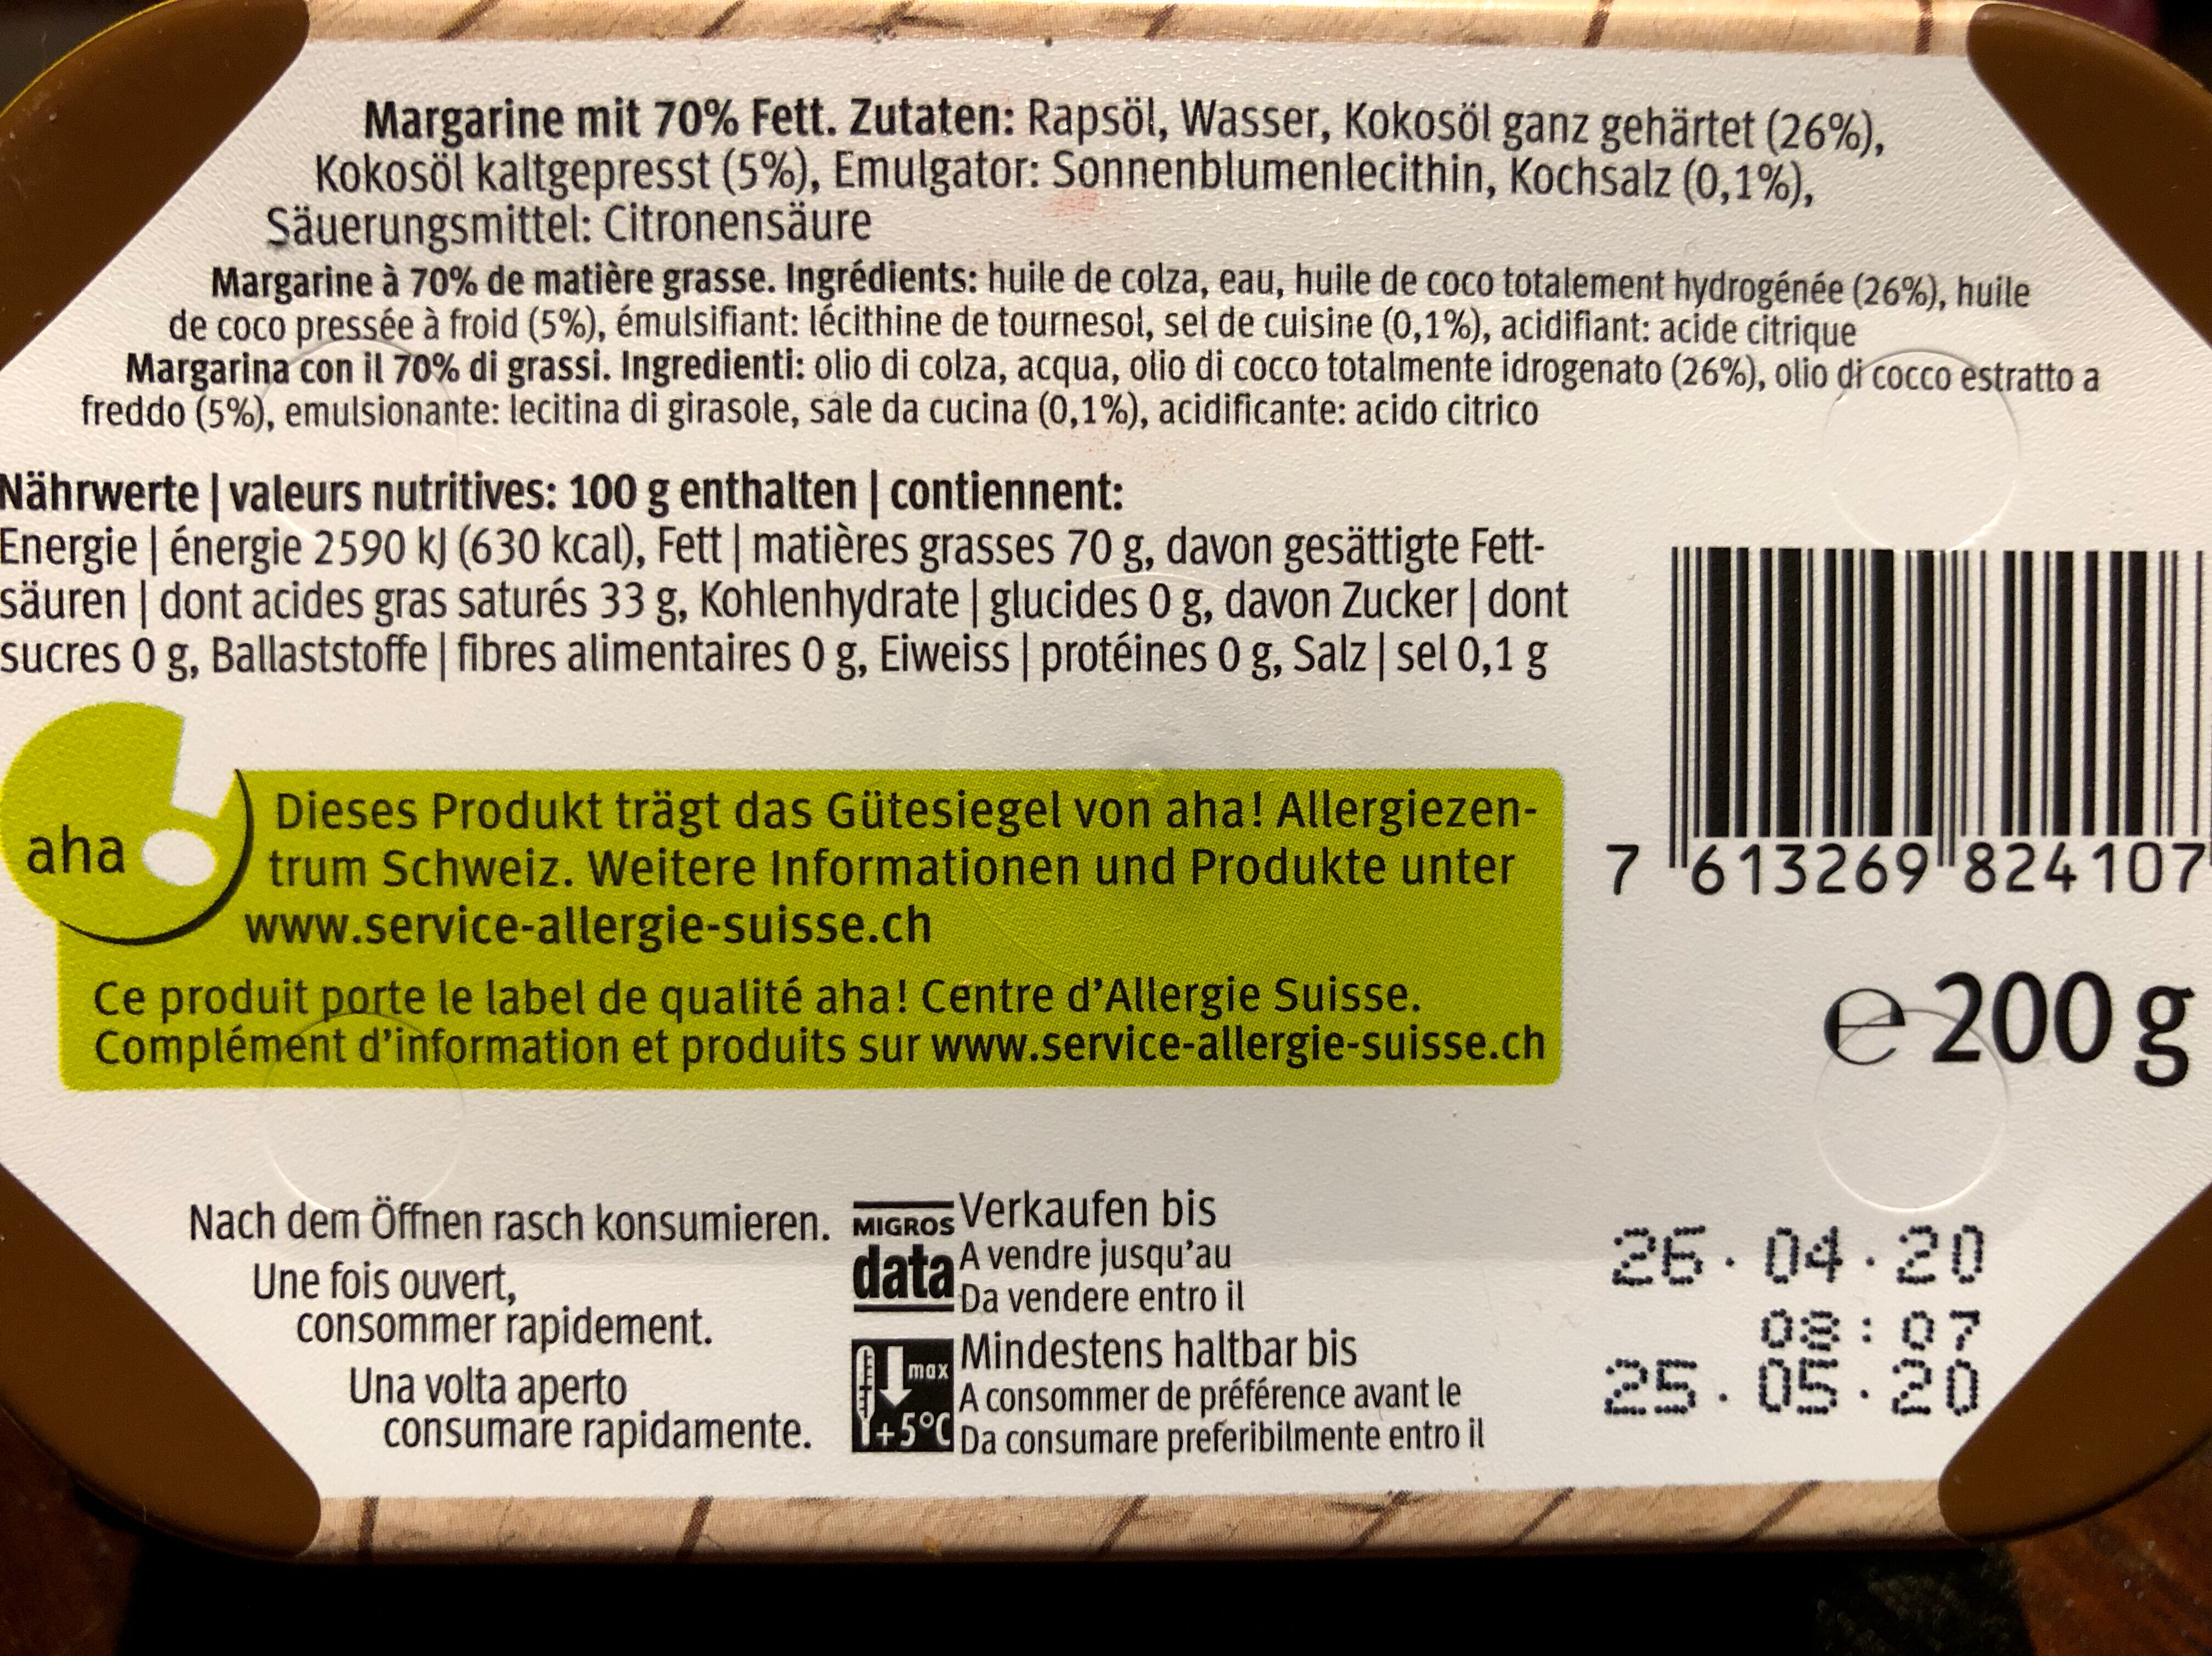 Margarine mit 70% Fett. Zutaten: Rapsöl, Wasser, Kokosöl ganz gehärtet (26%),
Kokosöl kaltgepresst (5%), Emulgator: Sonnenblumenlecithin, Kochsalz (0,1%),
Säuerungsmittel: Citronensäure
Margarine à 70% de matière grasse. Ingrédients: huile de colza, eau, huile de coco totalement hydrogénée (26%), huile
de coco pressée à froid (5%), émulsifiant: lécithine de tournesol, sel de cuisine (0,1%), acidifiant: acide citrique
Margarina con il 70% di grassi. Ingredienti: olio di colza, acqua, olio di cocco totalmente idrogenato (26%), olio di cocco estratto a
freddo (5%), emulsionante: lecitina di girasole, sale da cucina (0,1%), acidificante: acido citrico
Nährwerte | valeurs nutritives: 100 g enthalten | contiennent:
Energie | énergie 2590 kJ (630 kcal), Fett | matières grasses 70 g, davon gesättigte Fett-
säuren | dont acides gras saturés 33 g, Kohlenhydrate | glucides 0 g, davon Zucker | dont
sucres 0 g, Ballaststoffe | fibres alimentaires 0 g, Eiweiss | protéines 0 g, Salz | sel 0,1 g
aha
Dieses Produkt trägt das Gütesiegel von aha! Allergiezen-
trum Schweiz. Weitere Informationen und Produkte unter
www.service-allergie-suisse.ch
Ce produit porte le label de qualité aha! Centre d'Allergie Suisse.
Complément d'information et produits sur www.service-allergie-suisse.ch
7 613269 824107
e 200 g
Nach dem Öffnen rasch konsumieren.
Une fois ouvert,
consommer rapidement.
Una volta aperto
consumare rapidamente.
MIGROS
data
Verkaufen bis
A vendre jusqu'au
Da vendere entro il
max
+5°C
Mindestens haltbar bis
A consommer de préférence avant le
Da consumare preferibilmente entro il
26.04.20
08:07
25.05.20